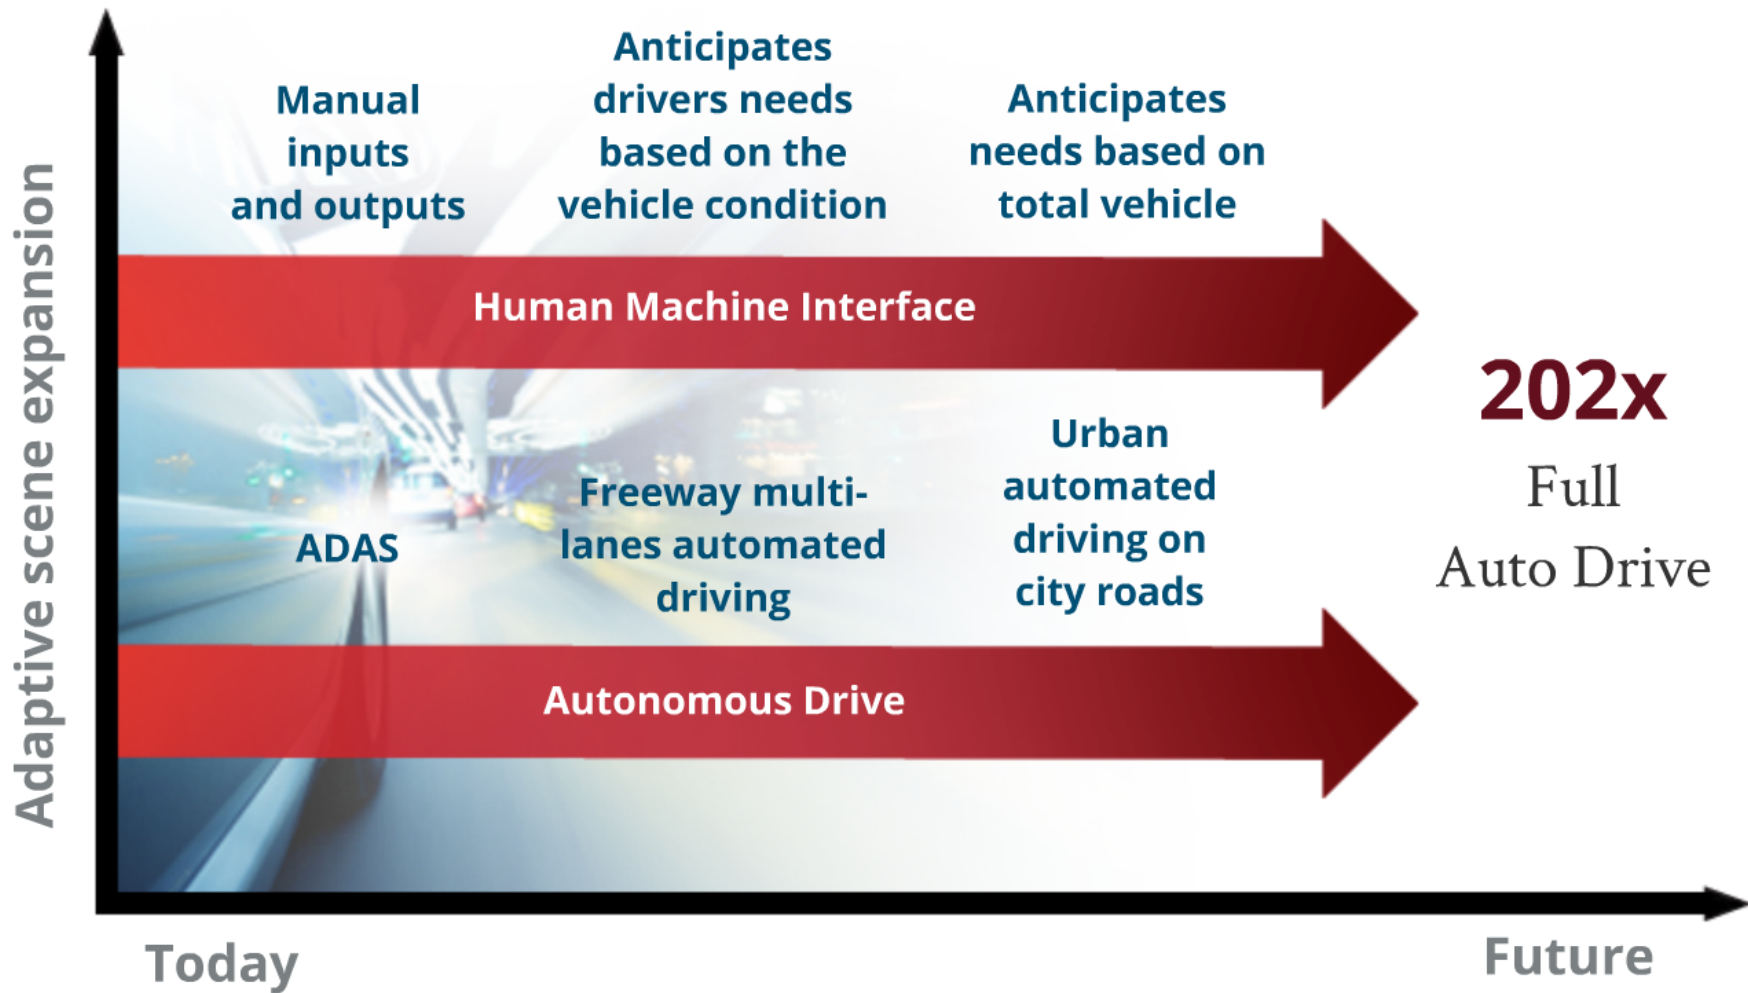 Adaptive scene expansion
Manual
inputs
and outputs
Anticipates
drivers needs
based on the
vehicle condition
Anticipates
needs based on
total vehicle
Human Machine Interface
ADAS
Freeway multi-
lanes automated
driving
Urban
automated
driving on
city roads
Autonomous Drive
202x
Full
Auto Drive
Today
Future